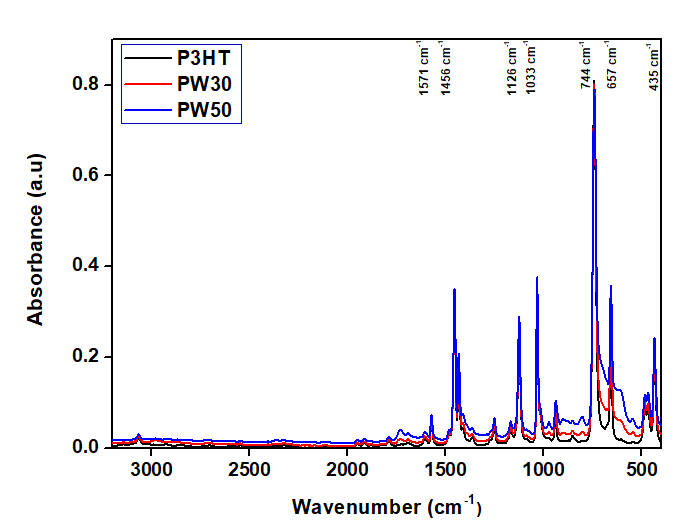 P3HT
PW30
PW50
1571 cm⁻¹
1456 cm⁻¹
1126 cm⁻¹
1033 cm⁻¹
744 cm⁻¹
657 cm⁻¹
435 cm⁻¹
Absorbance (a.u)
0.8
0.6
0.4
0.2
0.0
3000 2500 2000 1500 1000 500
Wavenumber (cm⁻¹)